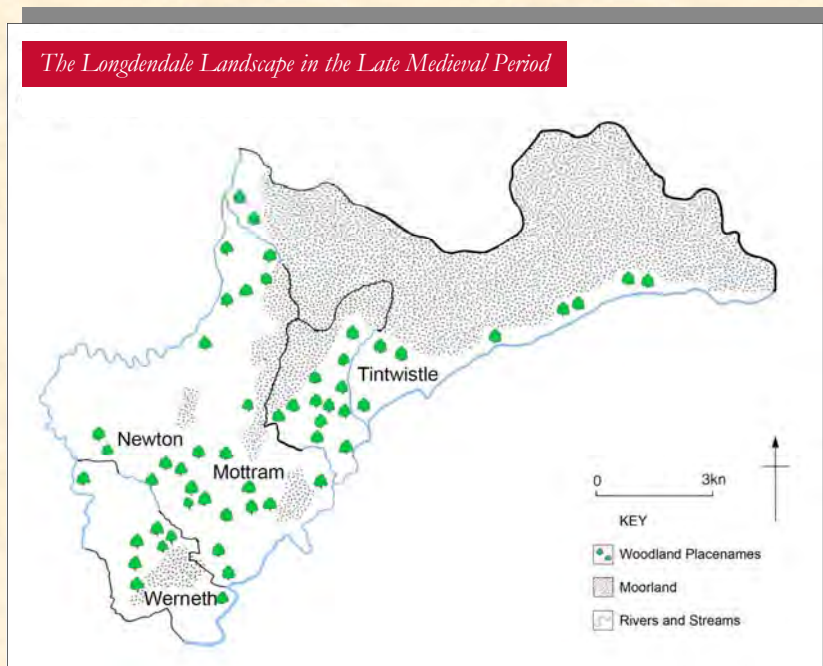 The Longdendale Landscape in the Late Medieval Period
Tintwistle
Newton
Mottram
Werneth
0 3kn
KEY
Woodland Placenames
Moorland
Rivers and Streams